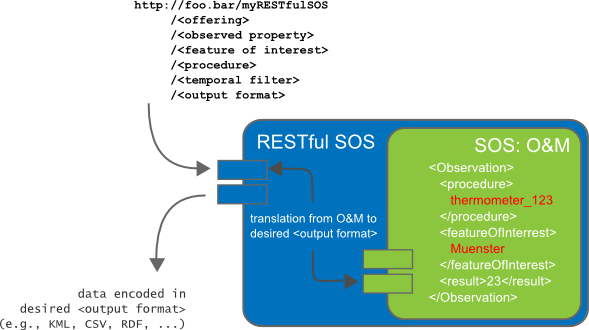 http://foo.bar/myRESTfulSOS
/<offering>
/<observed property>
/<feature of interest>
/<procedure>
/<temporal filter>
/<output format>
RESTful SOS
translation from O&M to
desired <output format>
SOS: O&M
<Observation>
<procedure>
thermometer_123
</procedure>
<featureOfInterrest>
Muenster
</featureOfInterrest>
<result>23</result>
</Observation>
data encoded in
desired <output format>
(e.g., KML, CSV, RDF, ...)